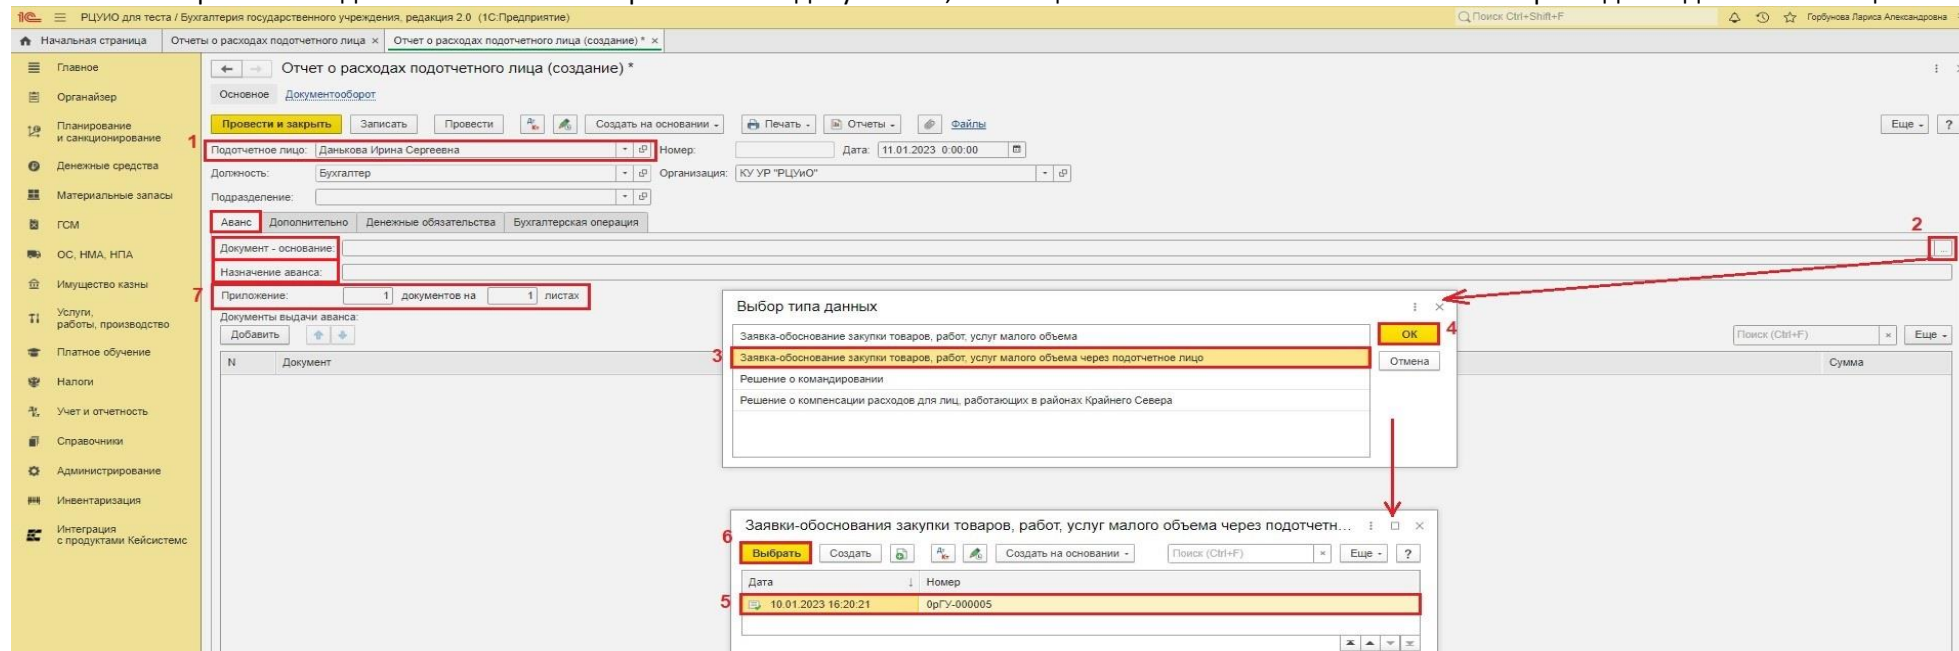 РЦУИО для теста / Бухгалтерия государственного учреждения, редакция 2.0 (1С:Предприятие) Поиск Ctrl+Shift+F Горбунова Лариса Александровна
Начальная страница Отчеты о расходах подотчетного лица × Отчет о расходах подотчетного лица (создание) * ×
Главное
Органайзер
Планирование
и санкционирование
Денежные средства
Материальные запасы
ГСМ
ОС, НМА, НПА
Имущество казны
Услуги,
работы, производство
Платное обучение
Налоги
Учет и отчетность
Справочники
Администрирование
Инвентаризация
Интеграция
с продуктами Кейсистемс
Отчет о расходах подотчетного лица (создание) *
Основное Документооборот
Провести и закрыть Записать Провести Создать на основании Печать Отчеты Файлы Еще ?
1 Подотчетное лицо: Данькова Ирина Сергеевна Номер: Дата: 11.01.2023 0:00:00
Должность: Бухгалтер Организация: КУ УР "РЦУиО"
Подразделение:
Аванс Дополнительно Денежные обязательства Бухгалтерская операция
2
Документ - основание: ...
Назначение аванса:
7 Приложение: 1 документов на 1 листах
Документы выдачи аванса:
Добавить Поиск (Ctrl+F) × Еще
N Документ Сумма
Выбор типа данных
Заявка-обоснование закупки товаров, работ, услуг малого объема ОК 4
3 Заявка-обоснование закупки товаров, работ, услуг малого объема через подотчетное лицо Отмена
Решение о командировании
Решение о компенсации расходов для лиц, работающих в районах Крайнего Севера
Заявки-обоснования закупки товаров, работ, услуг малого объема через подотчетн...
6 Выбрать Создать Создать на основании Поиск (Ctrl+F) × Еще ?
Дата ↓ Номер
5 10.01.2023 16:20:21 0рГУ-000005